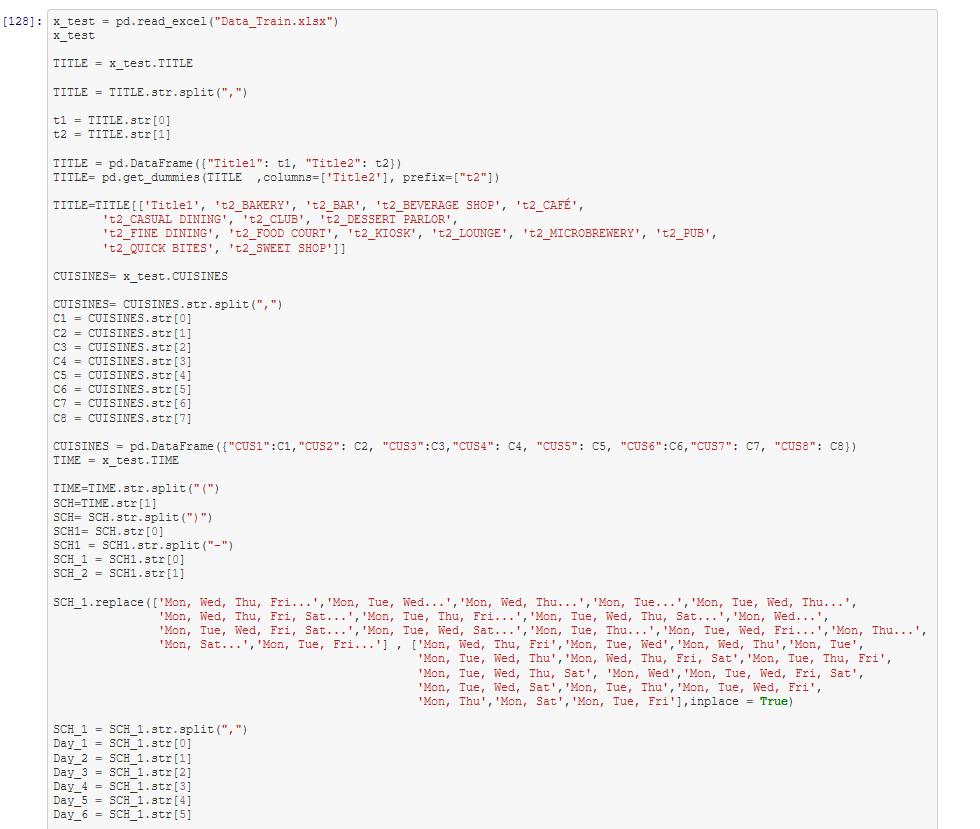 [128]: x_test = pd.read_excel("Data_Train.xlsx")
x_test
TITLE = x_test.TITLE
TITLE = TITLE.str.split(",")
t1 = TITLE.str[0]
t2 = TITLE.str[1]
TITLE = pd.DataFrame({"Title1": t1, "Title2": t2})
TITLE= pd.get_dummies(TITLE  ,columns=['Title2'], prefix=["t2"])
TITLE=TITLE[['Title1', 't2_BAKERY', 't2_BAR', 't2_BEVERAGE SHOP', 't2_CAFÉ',
't2_CASUAL DINING', 't2_CLUB', 't2_DESSERT PARLOR',
't2_FINE DINING', 't2_FOOD COURT', 't2_KIOSK', 't2_LOUNGE', 't2_MICROBREWERY', 't2_PUB',
't2_QUICK BITES', 't2_SWEET SHOP']]
CUISINES= x_test.CUISINES
CUISINES= CUISINES.str.split(",")
C1 = CUISINES.str[0]
C2 = CUISINES.str[1]
C3 = CUISINES.str[2]
C4 = CUISINES.str[3]
C5 = CUISINES.str[4]
C6 = CUISINES.str[5]
C7 = CUISINES.str[6]
C8 = CUISINES.str[7]
CUISINES = pd.DataFrame({"CUS1":C1,"CUS2": C2, "CUS3":C3,"CUS4": C4, "CUS5": C5, "CUS6":C6,"CUS7": C7, "CUS8": C8})
TIME = x_test.TIME
TIME=TIME.str.split("(")
SCH=TIME.str[1]
SCH= SCH.str.split(")")
SCH1= SCH.str[0]
SCH1 = SCH1.str.split("-")
SCH_1 = SCH1.str[0]
SCH_2 = SCH1.str[1]
SCH_1.replace(['Mon, Wed, Thu, Fri...','Mon, Tue, Wed...','Mon, Wed, Thu...','Mon, Tue...','Mon, Tue, Wed, Thu...',
'Mon, Wed, Thu, Fri, Sat...','Mon, Tue, Thu, Fri...','Mon, Tue, Wed, Thu, Sat...','Mon, Wed...',
'Mon, Tue, Wed, Fri, Sat...','Mon, Tue, Wed, Sat...','Mon, Tue, Thu...','Mon, Tue, Wed, Fri...','Mon, Thu...',
'Mon, Sat...','Mon, Tue, Fri...'] , ['Mon, Wed, Thu, Fri','Mon, Tue, Wed','Mon, Wed, Thu','Mon, Tue',
'Mon, Tue, Wed, Thu','Mon, Wed, Thu, Fri, Sat','Mon, Tue, Thu, Fri',
'Mon, Tue, Wed, Thu, Sat', 'Mon, Wed','Mon, Tue, Wed, Fri, Sat',
'Mon, Tue, Wed, Sat','Mon, Tue, Thu','Mon, Tue, Wed, Fri',
'Mon, Thu','Mon, Sat','Mon, Tue, Fri'],inplace = True)
SCH_1 = SCH_1.str.split(",")
Day_1 = SCH_1.str[0]
Day_2 = SCH_1.str[1]
Day_3 = SCH_1.str[2]
Day_4 = SCH_1.str[3]
Day_5 = SCH_1.str[4]
Day_6 = SCH_1.str[5]